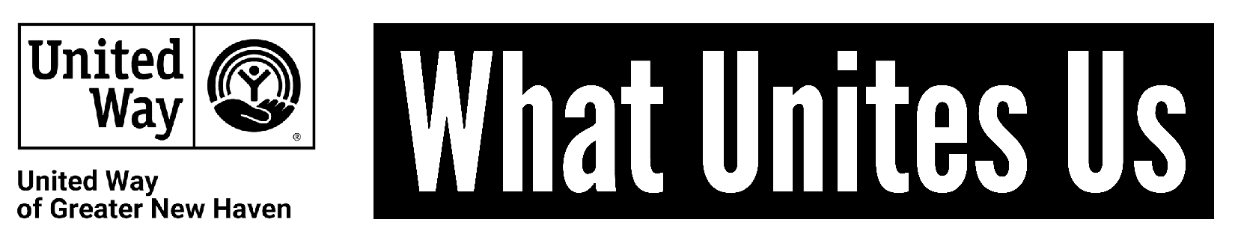 United
Way
®
United Way
of Greater New Haven
What Unites Us